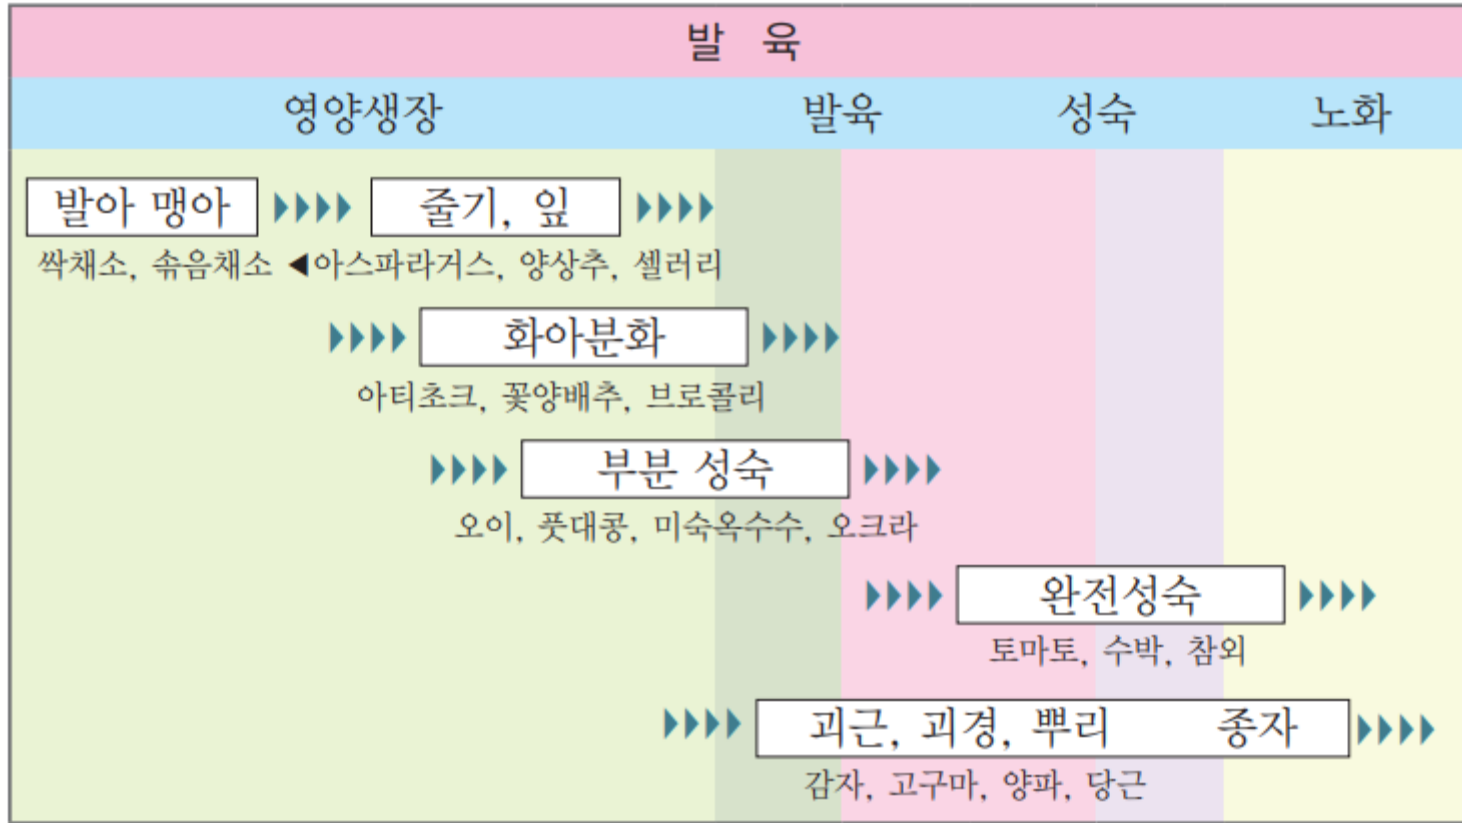 발 육
영양생장 발육 성숙 노화
발아 맹아 줄기, 잎
싹채소, 솎음채소 ◀아스파라거스, 양상추, 셀러리
화아분화
아티초크, 꽃양배추, 브로콜리
부분 성숙
오이, 풋대콩, 미숙옥수수, 오크라
완전성숙
토마토, 수박, 참외
괴근, 괴경, 뿌리 종자
감자, 고구마, 양파, 당근